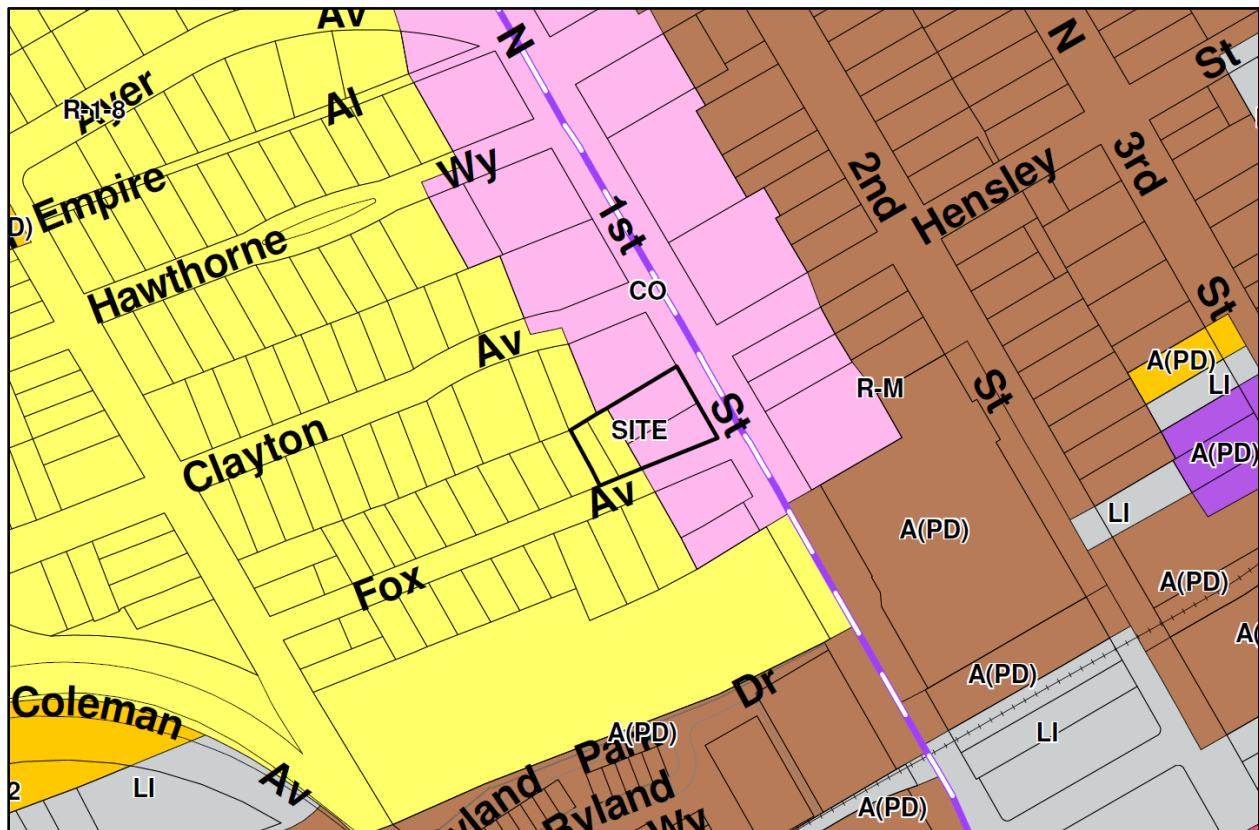 Av
N
N
St
R-1-8
Ayer
Al
Empire
Wy
3rd
2nd
Hensley
D)
1st
Hawthorne
CO
St
Av
A(PD)
LI
R-M
St
St
SITE
Clayton
A(PD)
Av
LI
A(PD)
Fox
A(PD)
A(
A(PD)
Dr
Coleman
A(PD)
LI
Park
Av
LI
2
Ryland
Wy
A(PD)